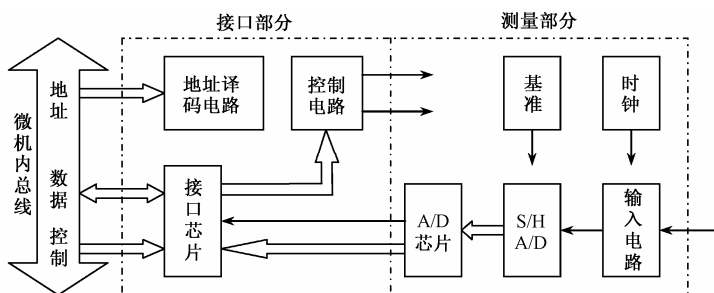 接口部分
测量部分
微机内总线
地址
数据
控制
地址译
码电路
控制
电路
基
准
时
钟
接
口
芯
片
A/D
芯片
S/H
A/D
输
入
电
路